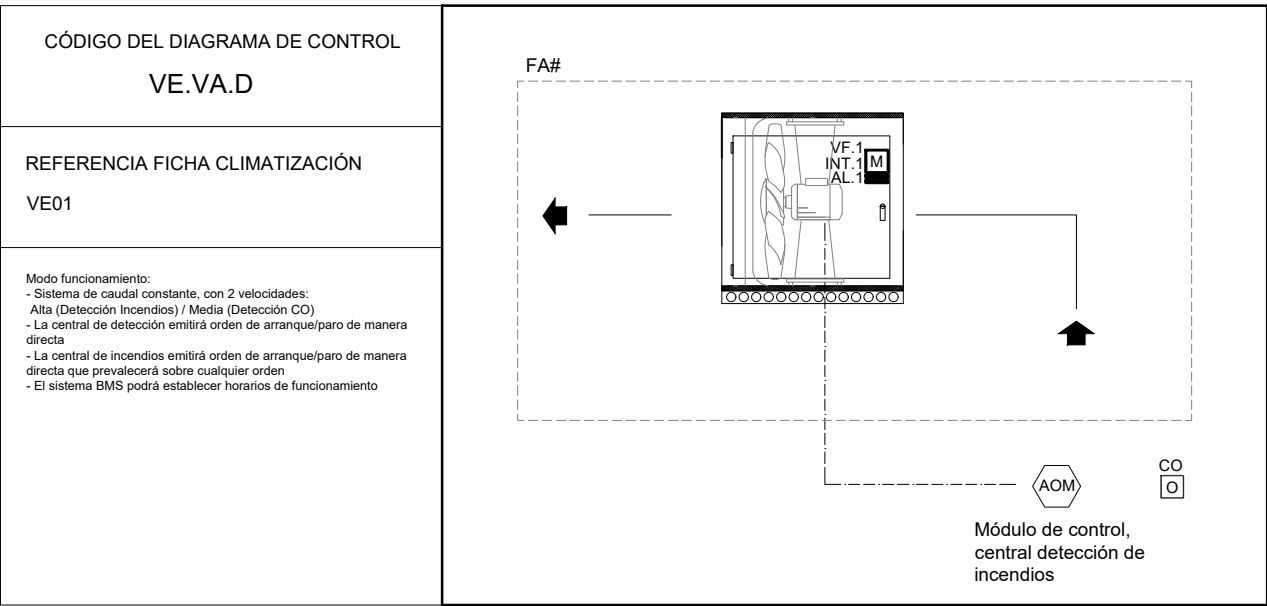 CÓDIGO DEL DIAGRAMA DE CONTROL
VE.VA.D
REFERENCIA FICHA CLIMATIZACIÓN
VE01
Modo funcionamiento:
- Sistema de caudal constante, con 2 velocidades:
Alta (Detección Incendios) / Media (Detección CO)
- La central de detección emitirá orden de arranque/paro de manera
directa
- La central de incendios emitirá orden de arranque/paro de manera
directa que prevalecerá sobre cualquier orden
- El sistema BMS podrá establecer horarios de funcionamiento
FA#
VF.1
INT.1 M
AL.1
CO
O
AOM
Módulo de control,
central detección de
incendios